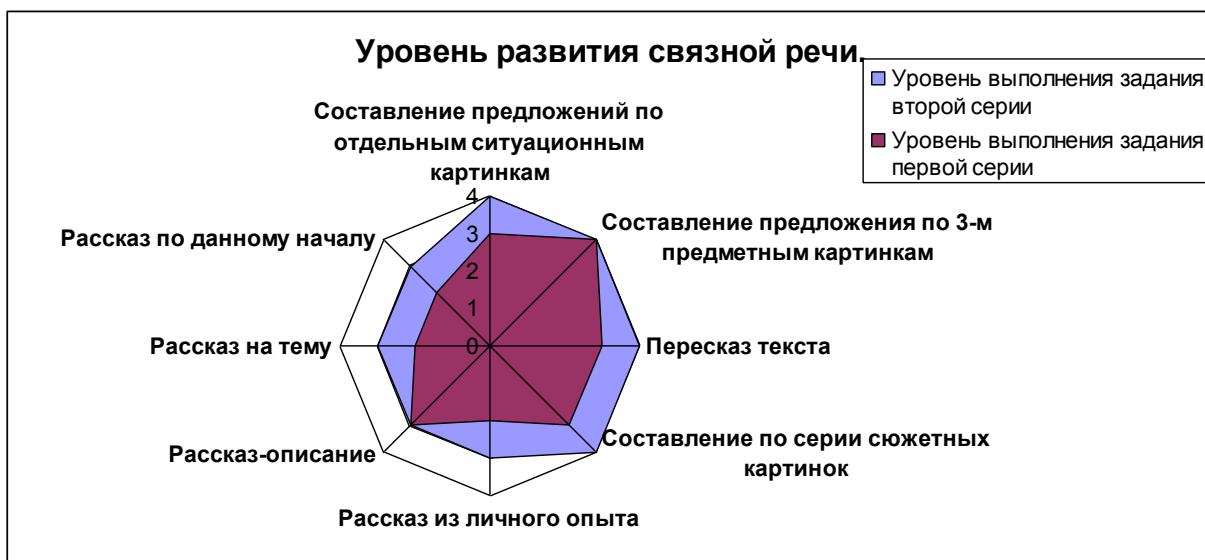 Уровень развития связной речи.
Уровень выполнения задания
второй серии
Уровень выполнения задания
первой серии
Составление предложений по
отдельным ситуационным
картинкам
Составление предложения по 3-м
предметным картинкам
Пересказ текста
Составление по серии сюжетных
картинок
Рассказ из личного опыта
Рассказ-описание
Рассказ на тему
Рассказ по данному началу
4
3
2
1
0